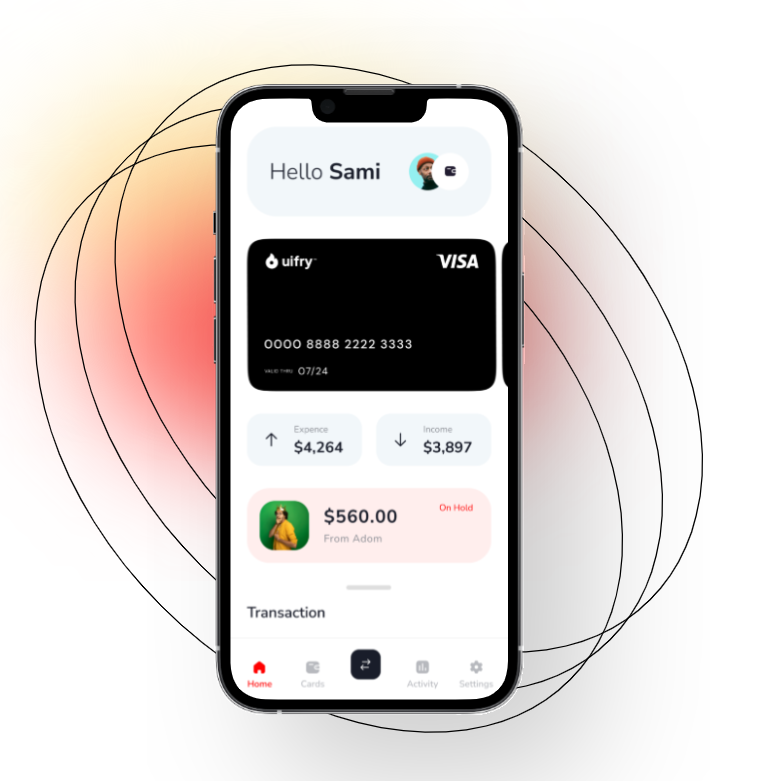 Hello Sami
uifry™
VISA
0000 8888 2222 3333
VALID THRU 07/24
Expence
$4,264
Income
$3,897
$560.00
On Hold
From Adom
Transaction
Home
Cards
Activity
Settings